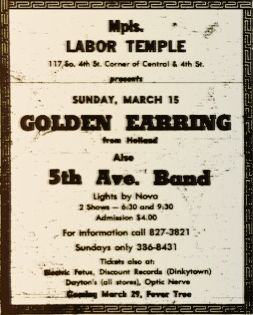 Mpls.
LABOR TEMPLE
117 So. 4th St. Corner of Central & 4th St.
presents
SUNDAY, MARCH 15
GOLDEN EARRING
from Holland
Also
5th Ave. Band
Lights by Nova
2 Shows — 6:30 and 9:30
Admission $4.00
For information call 827-3821
Sundays only 336-8431
Tickets also at:
Electric Fetus, Discount Records (Dinkytown)
Dayton's (all stores), Optic Nerve
Coming March 29, Fever Tree